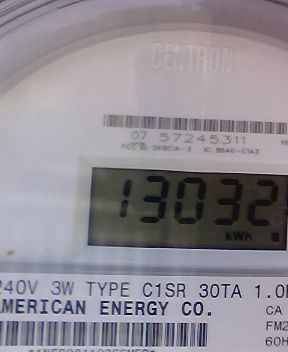 CENTRON®
07 57245311
13032
kWh
240V 3W TYPE C1SR 30TA 1.0
AMERICAN ENERGY CO.
CA
FM2
60H